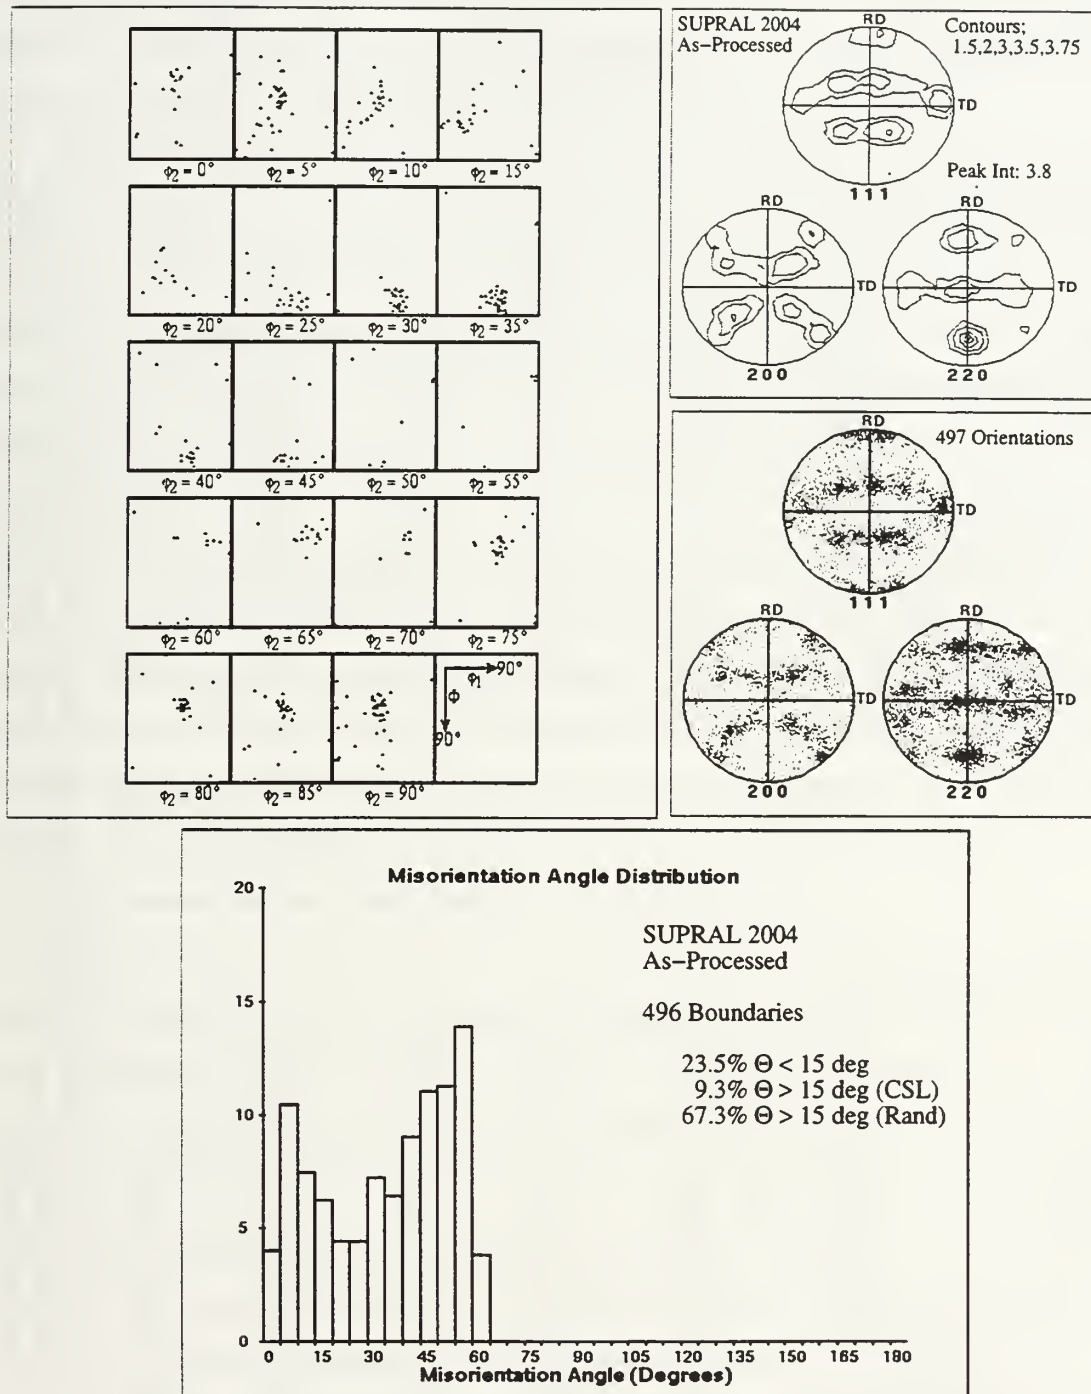 φ2 = 0° φ2 = 5° φ2 = 10° φ2 = 15°
φ2 = 20° φ2 = 25° φ2 = 30° φ2 = 35°
φ2 = 40° φ2 = 45° φ2 = 50° φ2 = 55°
φ2 = 60° φ2 = 65° φ2 = 70° φ2 = 75°
90°
φ1
Φ
90°
φ2 = 80° φ2 = 85° φ2 = 90°
SUPRAL 2004
As-Processed
Contours;
1.5,2,3,3.5,3.75
RD
TD
111
Peak Int: 3.8
RD
TD
200
RD
TD
220
497 Orientations
RD
TD
111
RD
TD
200
RD
TD
220
Misorientation Angle Distribution
SUPRAL 2004
As-Processed
496 Boundaries
23.5% Θ < 15 deg
9.3% Θ > 15 deg (CSL)
67.3% Θ > 15 deg (Rand)
20
15
10
5
0
0 15 30 45 60 75 90 105 120 135 150 165 180
Misorientation Angle (Degrees)